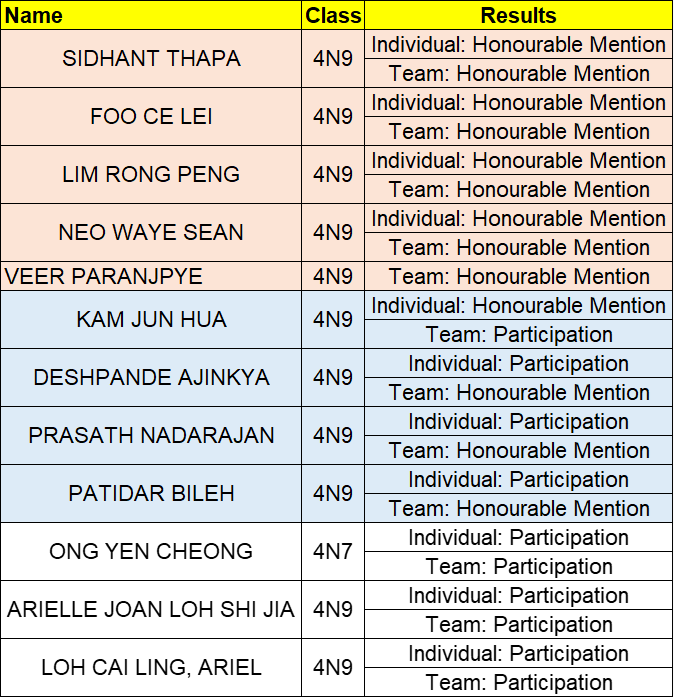 Name Class Results
SIDHANT THAPA 4N9 Individual: Honourable Mention
Team: Honourable Mention
FOO CE LEI 4N9 Individual: Honourable Mention
Team: Honourable Mention
LIM RONG PENG 4N9 Individual: Honourable Mention
Team: Honourable Mention
NEO WAYE SEAN 4N9 Individual: Honourable Mention
Team: Honourable Mention
VEER PARANJPYE 4N9 Team: Honourable Mention
KAM JUN HUA 4N9 Individual: Honourable Mention
Team: Participation
DESHPANDE AJINKYA 4N9 Individual: Participation
Team: Honourable Mention
PRASATH NADARAJAN 4N9 Individual: Participation
Team: Honourable Mention
PATIDAR BILEH 4N9 Individual: Participation
Team: Honourable Mention
ONG YEN CHEONG 4N7 Individual: Participation
Team: Participation
ARIELLE JOAN LOH SHI JIA 4N9 Individual: Participation
Team: Participation
LOH CAI LING, ARIEL 4N9 Individual: Participation
Team: Participation